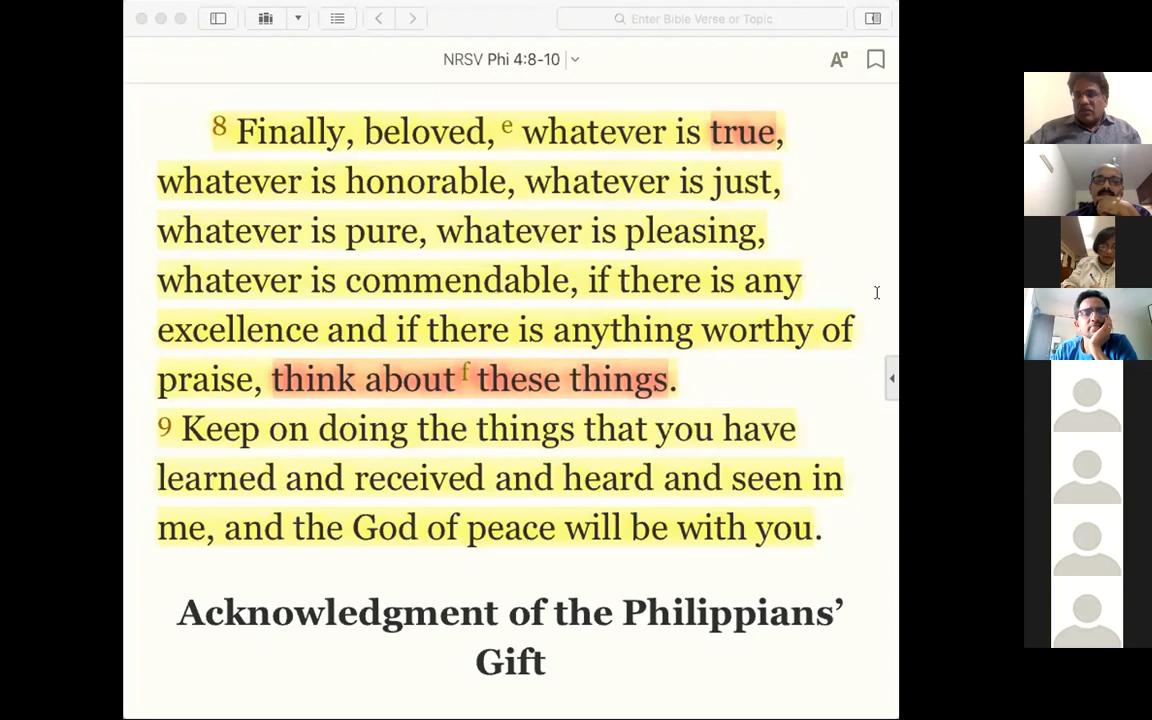 Enter Bible Verse or Topic
NRSV Phi 4:8-10
A
8 Finally, beloved, e whatever is true,
whatever is honorable, whatever is just,
whatever is pure, whatever is pleasing,
whatever is commendable, if there is any
excellence and if there is anything worthy of
praise, think about f these things.
9 Keep on doing the things that you have
learned and received and heard and seen in
me, and the God of peace will be with you.
Acknowledgment of the Philippians’
Gift